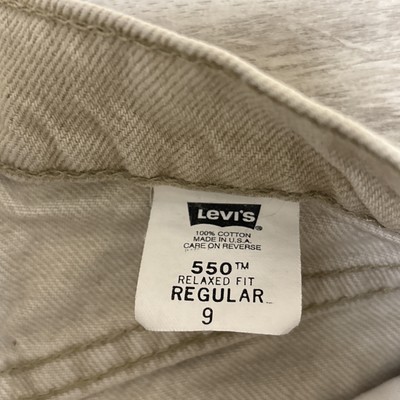 Levi's®
100% COTTON
MADE IN U.S.A.
CARE ON REVERSE
550™
RELAXED FIT
REGULAR
9